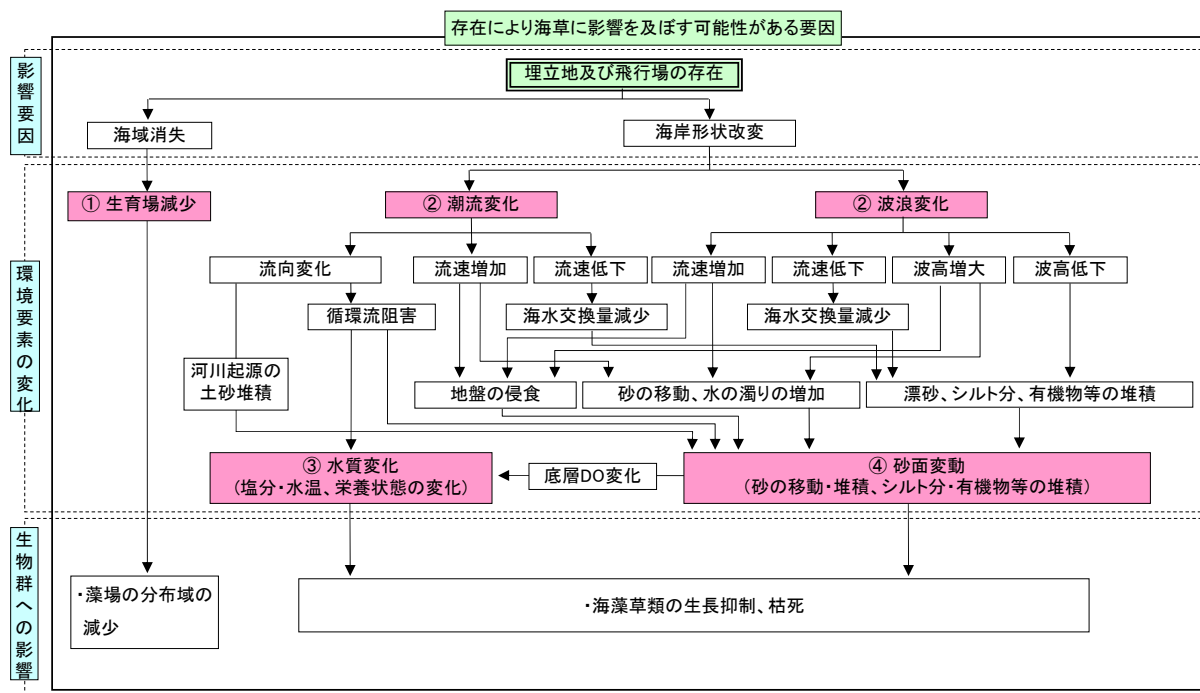 存在により海草に影響を及ぼす可能性がある要因
影響要因
埋立地及び飛行場の存在
海域消失
海岸形状改変
環境要素の変化
① 生育場減少
② 潮流変化
② 波浪変化
流向変化
流速増加
流速低下
流速増加
流速低下
波高増大
波高低下
循環流阻害
海水交換量減少
海水交換量減少
河川起源の
土砂堆積
地盤の侵食
砂の移動、水の濁りの増加
漂砂、シルト分、有機物等の堆積
③ 水質変化
(塩分・水温、栄養状態の変化)
底層DO変化
④ 砂面変動
(砂の移動・堆積、シルト分・有機物等の堆積)
生物群への影響
・藻場の分布域の
減少
・海藻草類の生長抑制、枯死